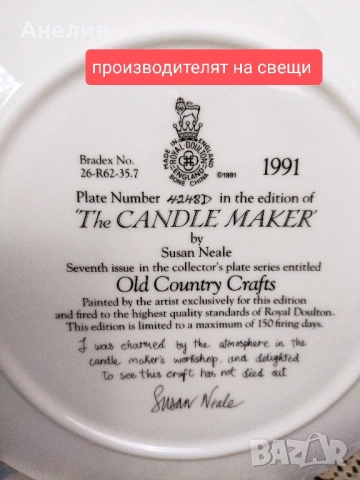 Анелия
производителят на свещи
MADE IN ENGLAND
ROYAL DOULTON
BONE CHINA
©1991
Bradex No.
26-R62-35.7
1991
Plate Number 4248D in the edition of
'The CANDLE MAKER'
by
Susan Neale
Seventh issue in the collector's plate series entitled
Old Country Crafts
Painted by the artist exclusively for this edition
and fired to the highest quality standards of Royal Doulton.
This edition is limited to a maximum of 150 firing days.
I was charmed by the atmosphere in the
candle maker's workshop, and delighted
to see this craft has not died out
Susan Neale
BAZAR
bg